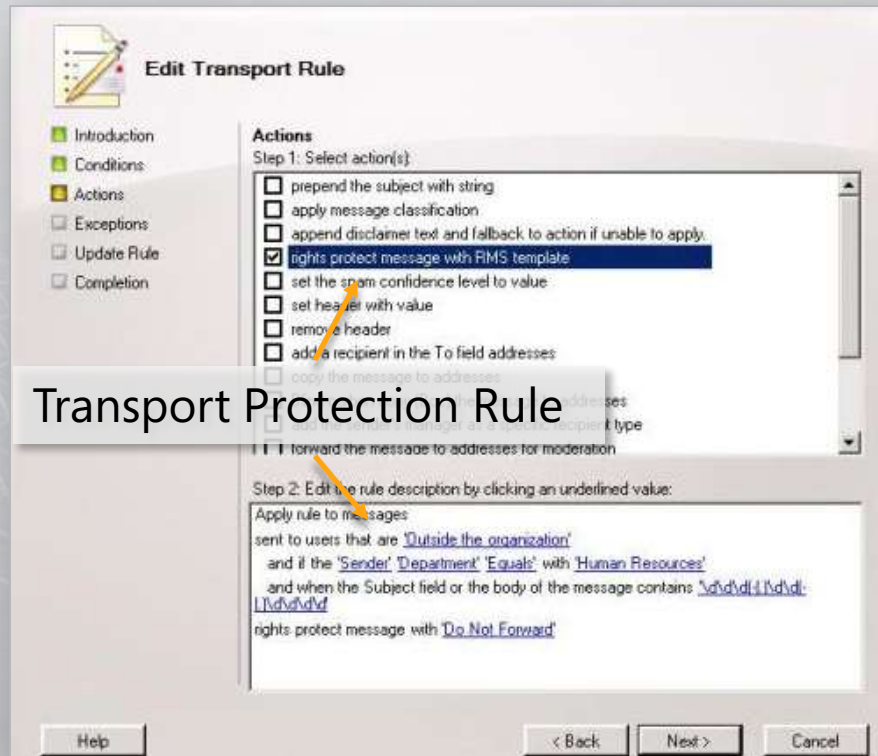 Edit Transport Rule
Introduction
Conditions
Actions
Exceptions
Update Rule
Completion
Actions
Step 1: Select action(s):
prepend the subject with string
apply message classification
append disclaimer text and fallback to action if unable to apply.
rights protect message with RMS template
set the spam confidence level to value
set header with value
remove header
add a recipient in the To field addresses
copy the message to addresses
addresses
add the sender's manager as a specific recipient type
forward the message to addresses for moderation
Transport Protection Rule
Step 2: Edit the rule description by clicking an underlined value:
Apply rule to messages
sent to users that are 'Outside the organization'
and if the 'Sender' 'Department' 'Equals' with 'Human Resources'
and when the Subject field or the body of the message contains
rights protect message with 'Do Not Forward'
Help
< Back
Next >
Cancel